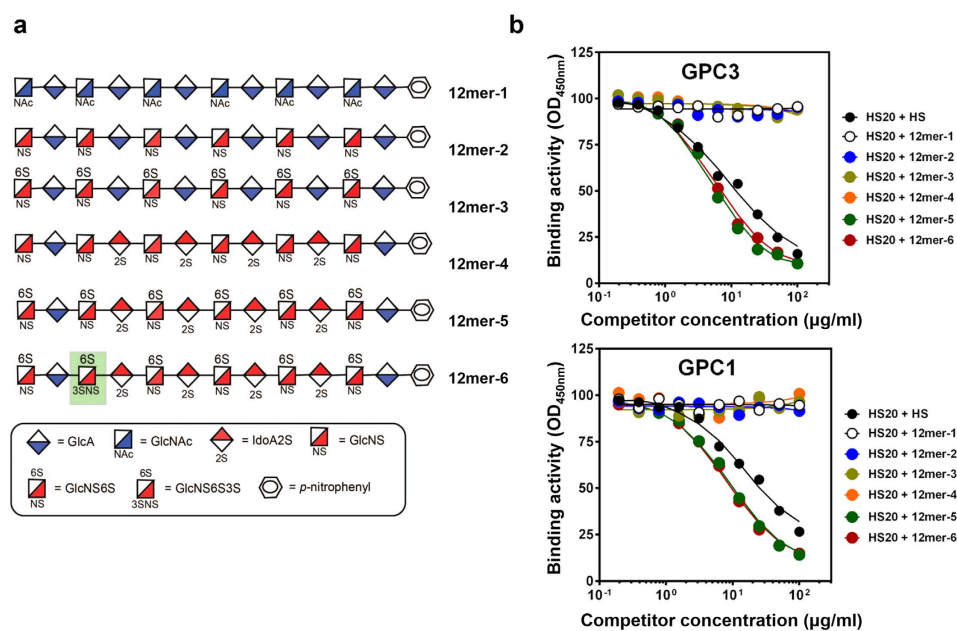 a
NAc NAc NAc NAc NAc NAc
12mer-1
NS NS NS NS NS NS
12mer-2
6S 6S 6S 6S 6S 6S
NS NS NS NS NS NS
12mer-3
NS NS 2S NS 2S NS 2S NS 2S NS
12mer-4
6S 6S 6S 6S 6S 6S
NS NS 2S NS 2S NS 2S NS 2S NS
12mer-5
6S 6S 6S 6S 6S 6S
NS 3SNS 2S NS 2S NS 2S NS 2S NS
12mer-6
= GlcA
= GlcNAc
NAc
= IdoA2S
2S
= GlcNS
NS
6S
= GlcNS6S
NS
6S
= GlcNS6S3S
3SNS
= p-nitrophenyl
b
GPC3
Binding activity (OD450nm)
125
100
75
50
25
0
10-1 100 101 102
Competitor concentration (μg/ml)
HS20 + HS
HS20 + 12mer-1
HS20 + 12mer-2
HS20 + 12mer-3
HS20 + 12mer-4
HS20 + 12mer-5
HS20 + 12mer-6
GPC1
Binding activity (OD450nm)
125
100
75
50
25
0
10-1 100 101 102
Competitor concentration (μg/ml)
HS20 + HS
HS20 + 12mer-1
HS20 + 12mer-2
HS20 + 12mer-3
HS20 + 12mer-4
HS20 + 12mer-5
HS20 + 12mer-6